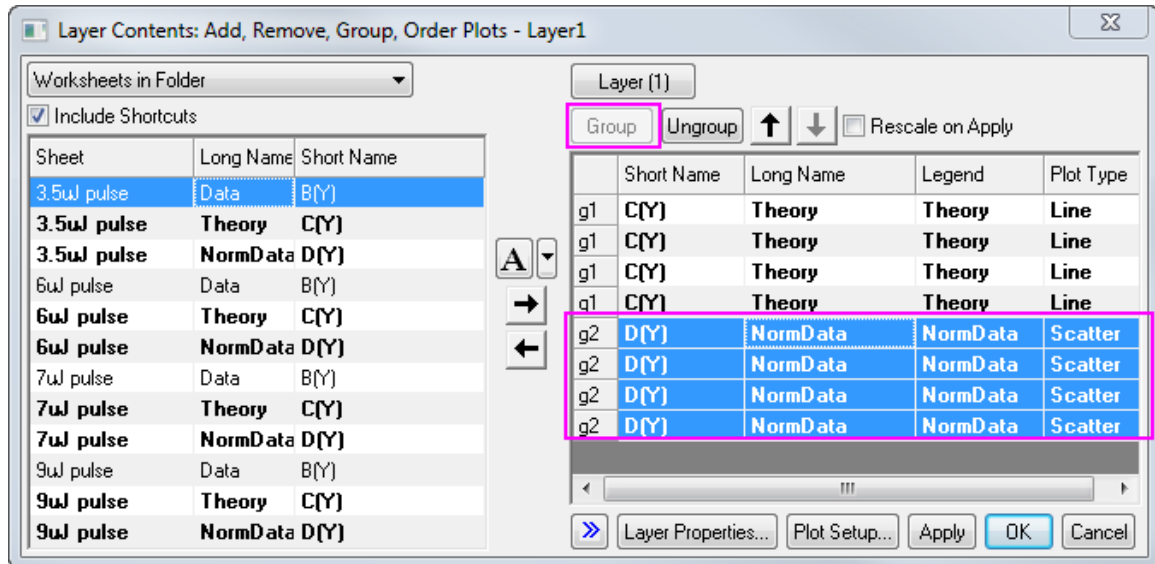 Layer Contents: Add, Remove, Group, Order Plots - Layer1
Worksheets in Folder
Include Shortcuts
Sheet Long Name Short Name
3.5uJ pulse Data B(Y)
3.5uJ pulse Theory C(Y)
3.5uJ pulse NormData D(Y)
6uJ pulse Data B(Y)
6uJ pulse Theory C(Y)
6uJ pulse NormData D(Y)
7uJ pulse Data B(Y)
7uJ pulse Theory C(Y)
7uJ pulse NormData D(Y)
9uJ pulse Data B(Y)
9uJ pulse Theory C(Y)
9uJ pulse NormData D(Y)
A
Layer (1)
Group Ungroup Rescale on Apply
Short Name Long Name Legend Plot Type
g1 C(Y) Theory Theory Line
g1 C(Y) Theory Theory Line
g1 C(Y) Theory Theory Line
g1 C(Y) Theory Theory Line
g2 D(Y) NormData NormData Scatter
g2 D(Y) NormData NormData Scatter
g2 D(Y) NormData NormData Scatter
g2 D(Y) NormData NormData Scatter
Layer Properties... Plot Setup... Apply OK Cancel